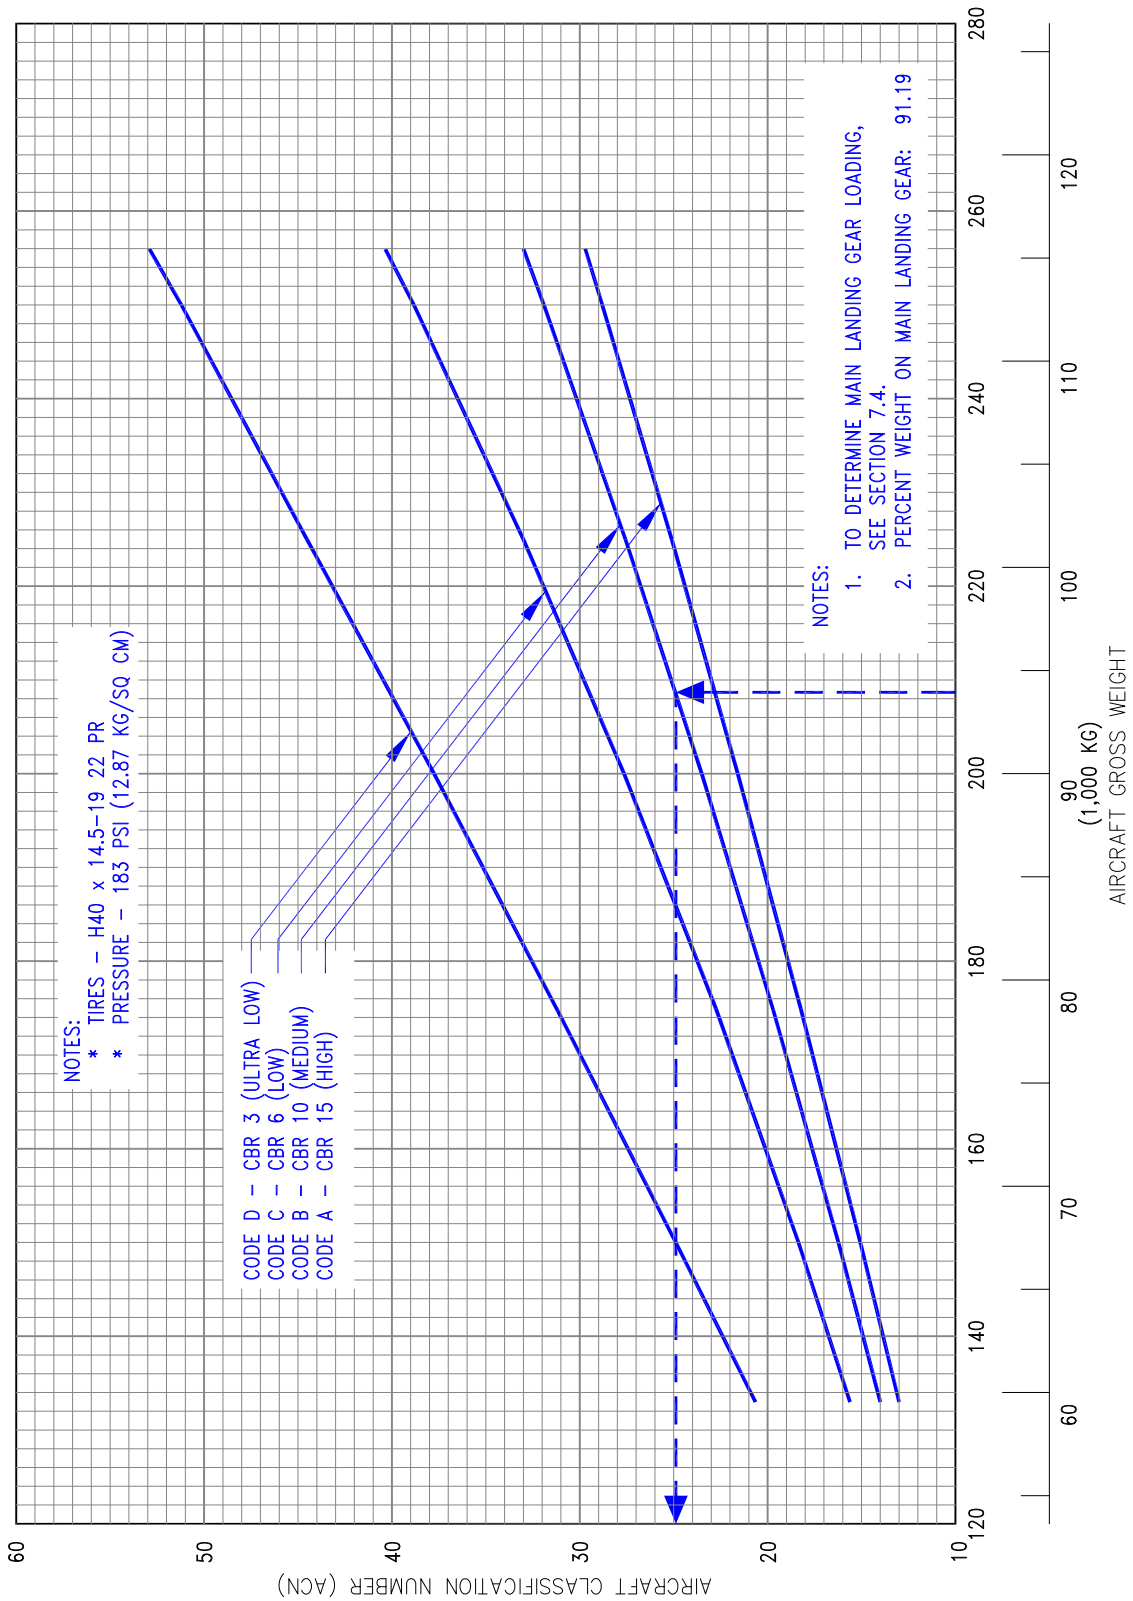 60
50
40
30
20
10
AIRCRAFT CLASSIFICATION NUMBER (ACN)
NOTES:
* TIRES – H40 x 14.5–19 22 PR
* PRESSURE – 183 PSI (12.87 KG/SQ CM)
CODE D – CBR 3 (ULTRA LOW)
CODE C – CBR 6 (LOW)
CODE B – CBR 10 (MEDIUM)
CODE A – CBR 15 (HIGH)
NOTES:
1. TO DETERMINE MAIN LANDING GEAR LOADING,
SEE SECTION 7.4.
2. PERCENT WEIGHT ON MAIN LANDING GEAR: 91.19
120
140
160
180
200
220
240
260
280
60
70
80
90
100
110
120
(1,000 KG)
AIRCRAFT GROSS WEIGHT